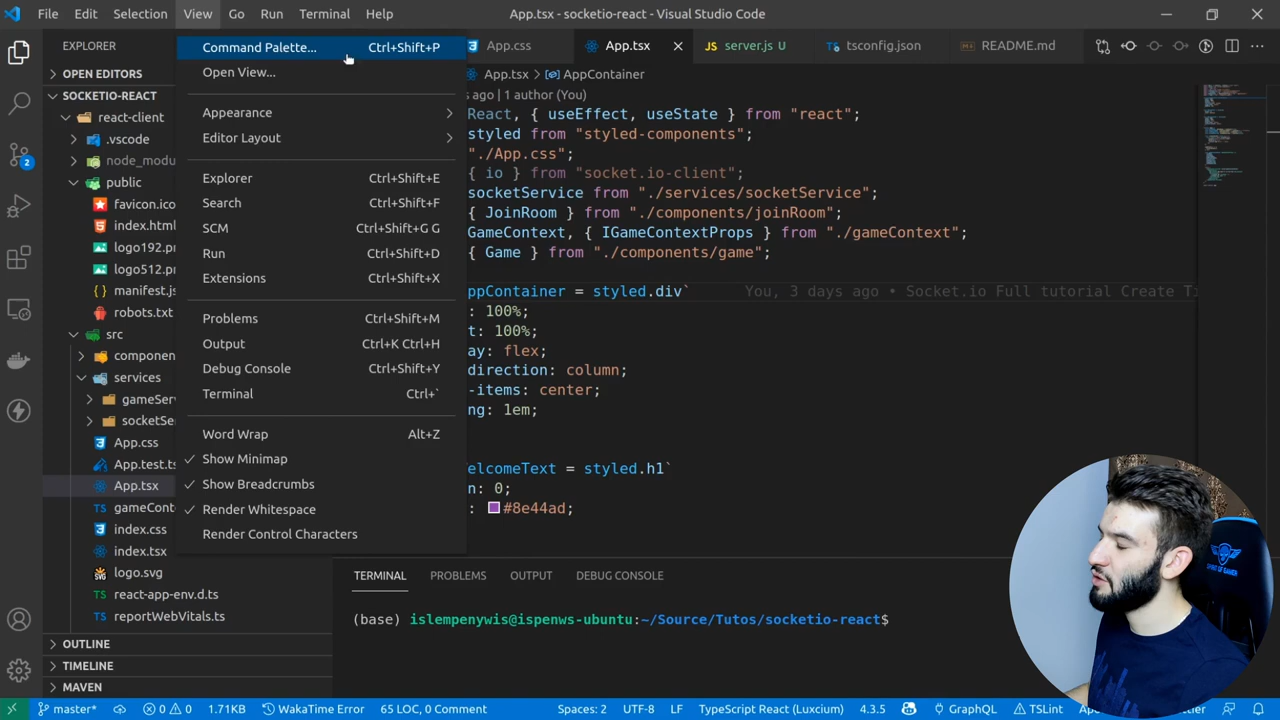 File Edit Selection View Go Run Terminal Help
App.tsx - socketio-react - Visual Studio Code
EXPLORER
OPEN EDITORS
SOCKETIO-REACT
react-client
.vscode
node_modu
public
favicon.ico
index.html
logo192.pr
logo512.pr
manifest.js
robots.txt
src
componen
services
gameSer
socketSe
App.css
App.test.ts
App.tsx
gameCont
index.css
index.tsx
logo.svg
react-app-env.d.ts
reportWebVitals.ts
OUTLINE
TIMELINE
MAVEN
2
Command Palette... Ctrl+Shift+P
Open View...
Appearance
Editor Layout
Explorer Ctrl+Shift+E
Search Ctrl+Shift+F
SCM Ctrl+Shift+G G
Run Ctrl+Shift+D
Extensions Ctrl+Shift+X
Problems Ctrl+Shift+M
Output Ctrl+K Ctrl+H
Debug Console Ctrl+Shift+Y
Terminal Ctrl+`
Word Wrap Alt+Z
Show Minimap
Show Breadcrumbs
Render Whitespace
Render Control Characters
App.css App.tsx server.js U tsconfig.json README.md
App.tsx > AppContainer
s ago | 1 author (You)
React, { useEffect, useState } from "react";
styled from "styled-components";
"./App.css";
{ io } from "socket.io-client";
socketService from "./services/socketService";
{ JoinRoom } from "./components/joinRoom";
GameContext, { IGameContextProps } from "./gameContext";
{ Game } from "./components/game";
ppContainer = styled.div` You, 3 days ago • Socket.io Full tutorial Create Ti
: 100%;
t: 100%;
ay: flex;
direction: column;
-items: center;
ng: 1em;
elcomeText = styled.h1`
n: 0;
: #8e44ad;
TERMINAL PROBLEMS OUTPUT DEBUG CONSOLE
(base) islempenywis@ispenws-ubuntu:~/Source/Tutos/socketio-react$
master* 0 0 1.71KB WakaTime Error 65 LOC, 0 Comment Spaces: 2 UTF-8 LF TypeScript React (Luxcium) 4.3.5 GraphQL TSLint